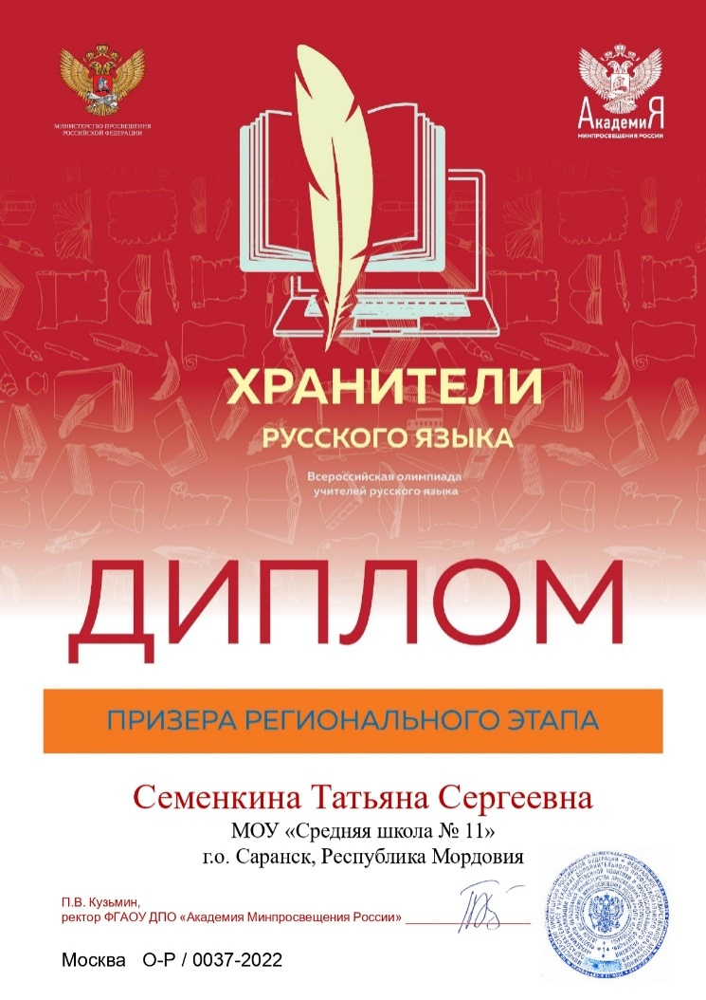 МИНИСТЕРСТВО ПРОСВЕЩЕНИЯ
РОССИЙСКОЙ ФЕДЕРАЦИИ
АкадемиЯ
МИНПРОСВЕЩЕНИЯ РОССИИ
ХРАНИТЕЛИ
РУССКОГО ЯЗЫКА
Всероссийская олимпиада
учителей русского языка
ДИПЛОМ
ПРИЗЕРА РЕГИОНАЛЬНОГО ЭТАПА
Семенкина Татьяна Сергеевна
МОУ «Средняя школа № 11»
г.о. Саранск, Республика Мордовия
П.В. Кузьмин,
ректор ФГАОУ ДПО «Академия Минпросвещения России»
Москва О-Р / 0037-2022